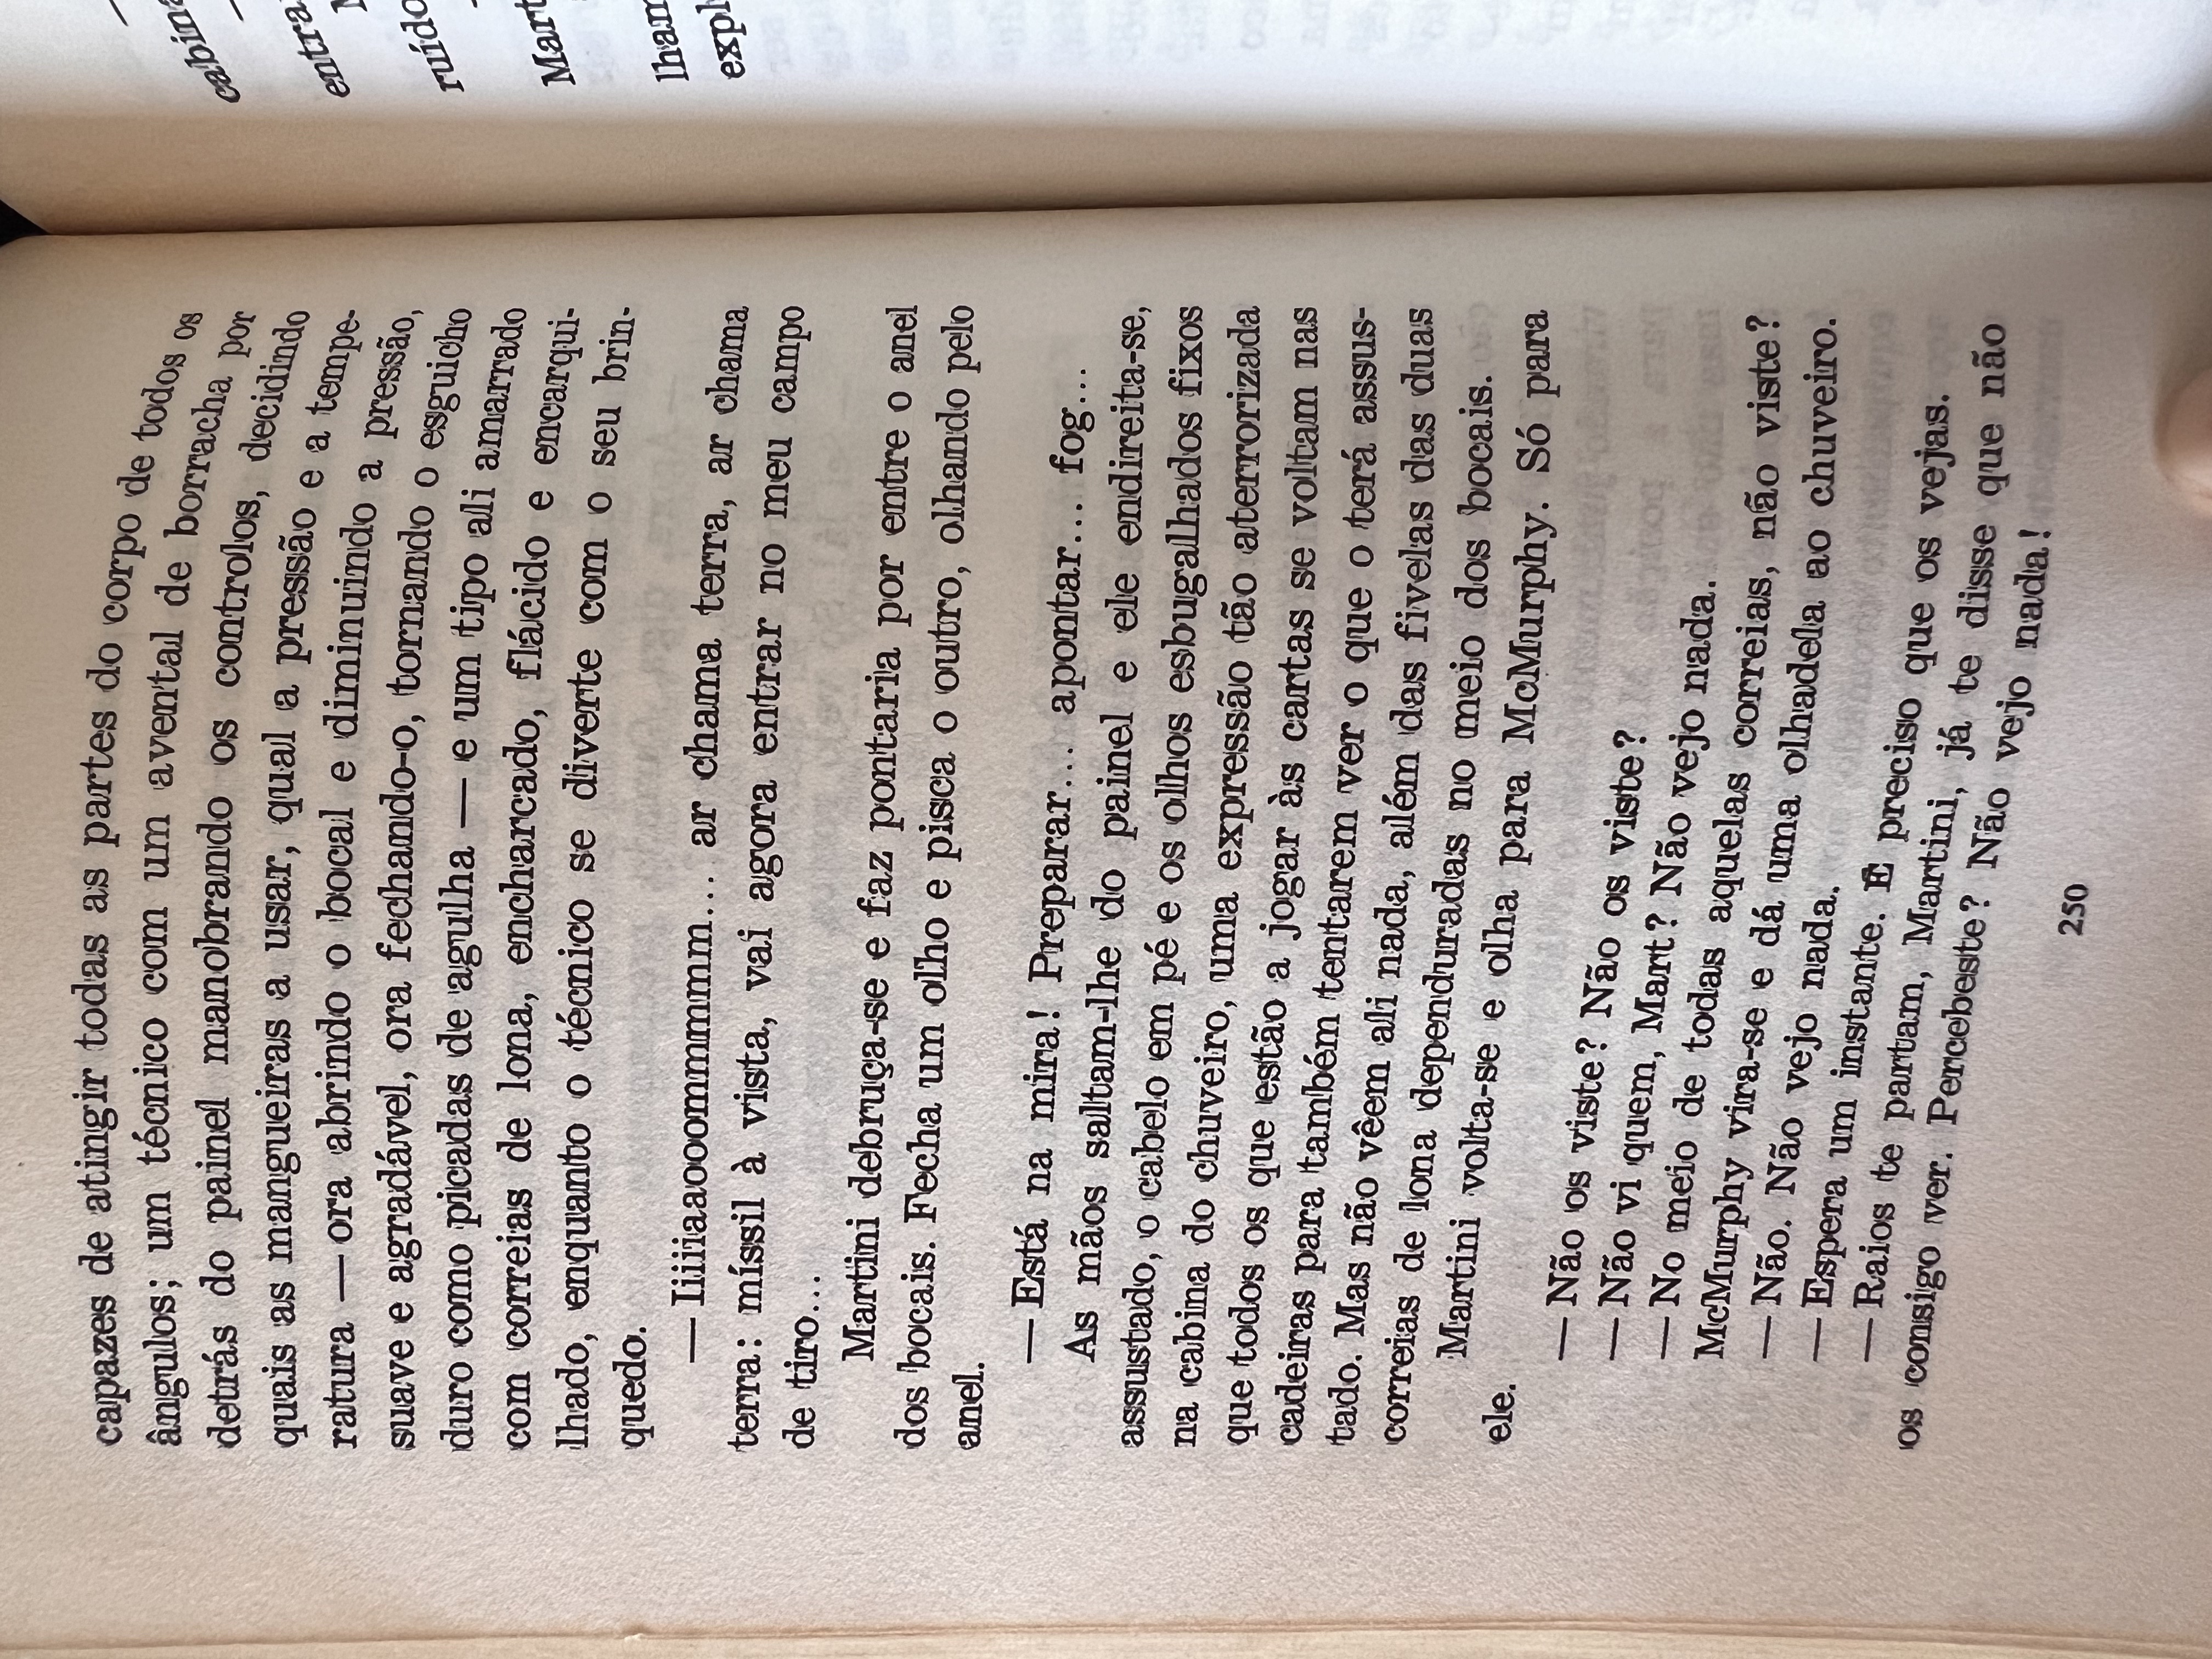 capazes de atingir todas as partes do corpo de todos os
ângulos; um técnico com um avental de borracha por
detrás do painel manobrando os controlos, decidindo
quais as mangueiras a usar, qual a pressão e a tempe-
ratura — ora abrindo o bocal e diminuindo a pressão,
suave e agradável, ora fechando-o, tornando o esguicho
duro como picadas de agulha — e um tipo ali amarrado
com correias de lona, encharcado, flácido e encarqui-
lhado, enquanto o técnico se diverte com o seu brin-
quedo.
— Iiiiiaaooommmmm... ar chama terra, ar chama
terra: míssil à vista, vai agora entrar no meu campo
de tiro...
Martini debruça-se e faz pontaria por entre o anel
dos bocais. Fecha um olho e pisca o outro, olhando pelo
anel.
— Está na mira! Preparar... apontar... fog...
As mãos saltam-lhe do painel e ele endireita-se,
assustado, o cabelo em pé e os olhos esbugalhados fixos
na cabina do chuveiro, uma expressão tão aterrorizada
que todos os que estão a jogar às cartas se voltam nas
cadeiras para também tentarem ver o que o terá assus-
tado. Mas não vêem ali nada, além das fivelas das duas
correias de lona dependuradas no meio dos bocais.
Martini volta-se e olha para McMurphy. Só para
ele.
— Não os viste? Não os viste?
— Não vi quem, Mart? Não vejo nada.
— No meio de todas aquelas correias, não viste?
McMurphy vira-se e dá uma olhadela ao chuveiro.
— Não. Não vejo nada.
— Espera um instante. É preciso que os vejas.
— Raios te partam, Martini, já te disse que não
os consigo ver. Percebeste? Não vejo nada!
250